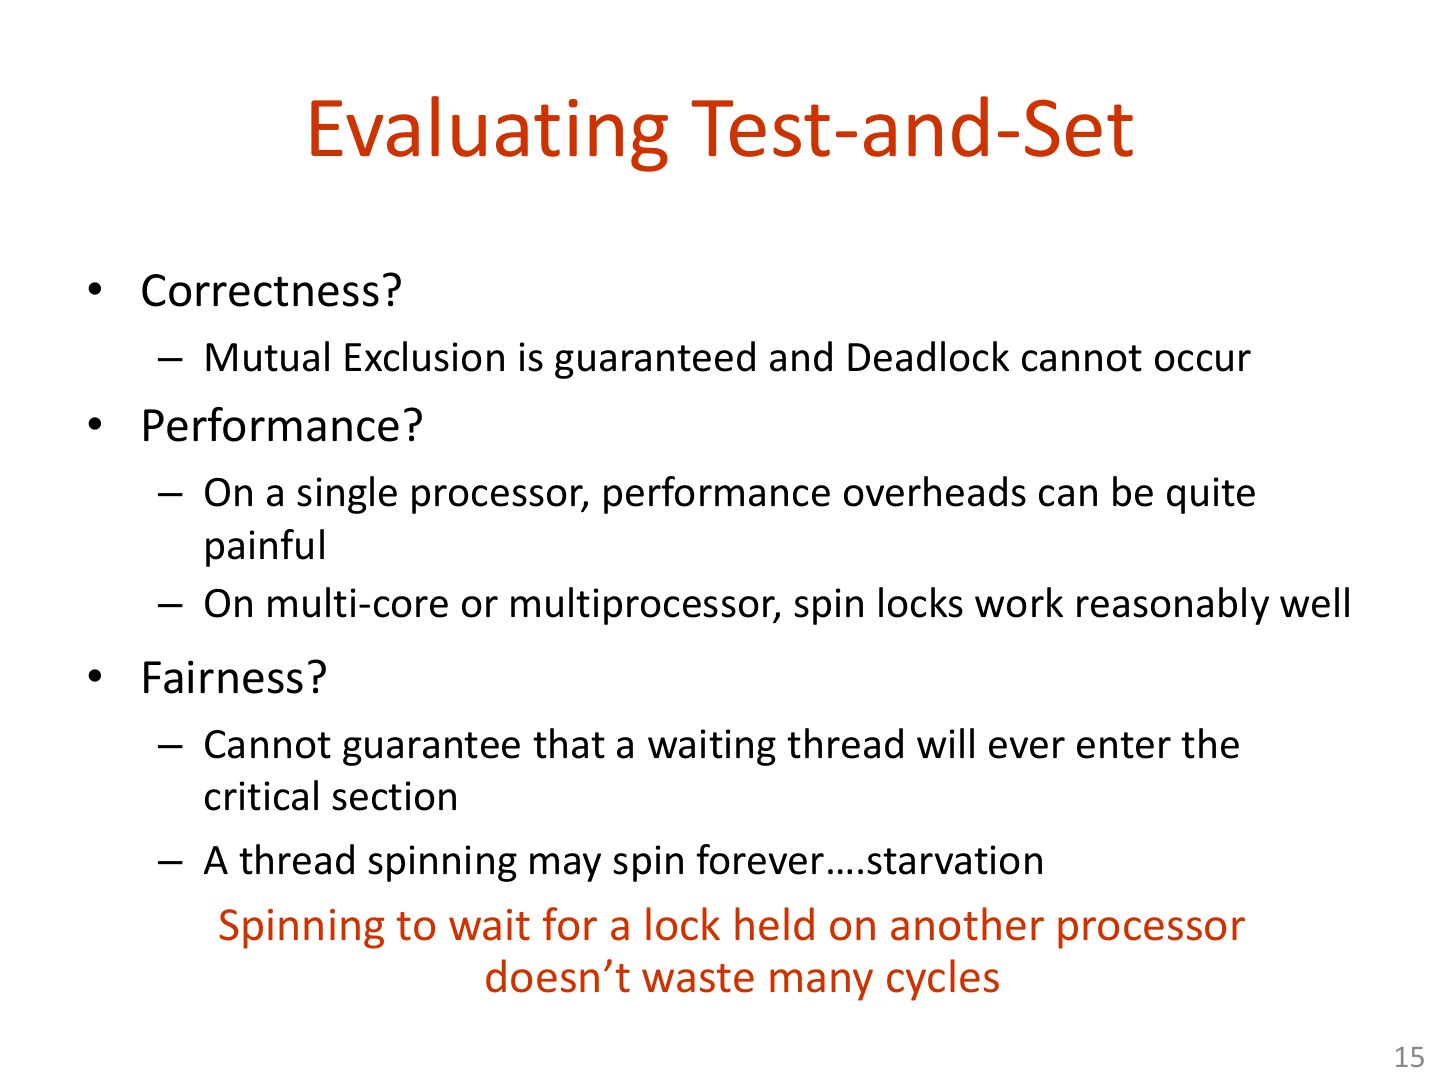 Evaluating Test-and-Set
• Correctness?
– Mutual Exclusion is guaranteed and Deadlock cannot occur
• Performance?
– On a single processor, performance overheads can be quite
painful
– On multi-core or multiprocessor, spin locks work reasonably well
• Fairness?
– Cannot guarantee that a waiting thread will ever enter the
critical section
– A thread spinning may spin forever….starvation
Spinning to wait for a lock held on another processor
doesn’t waste many cycles
15